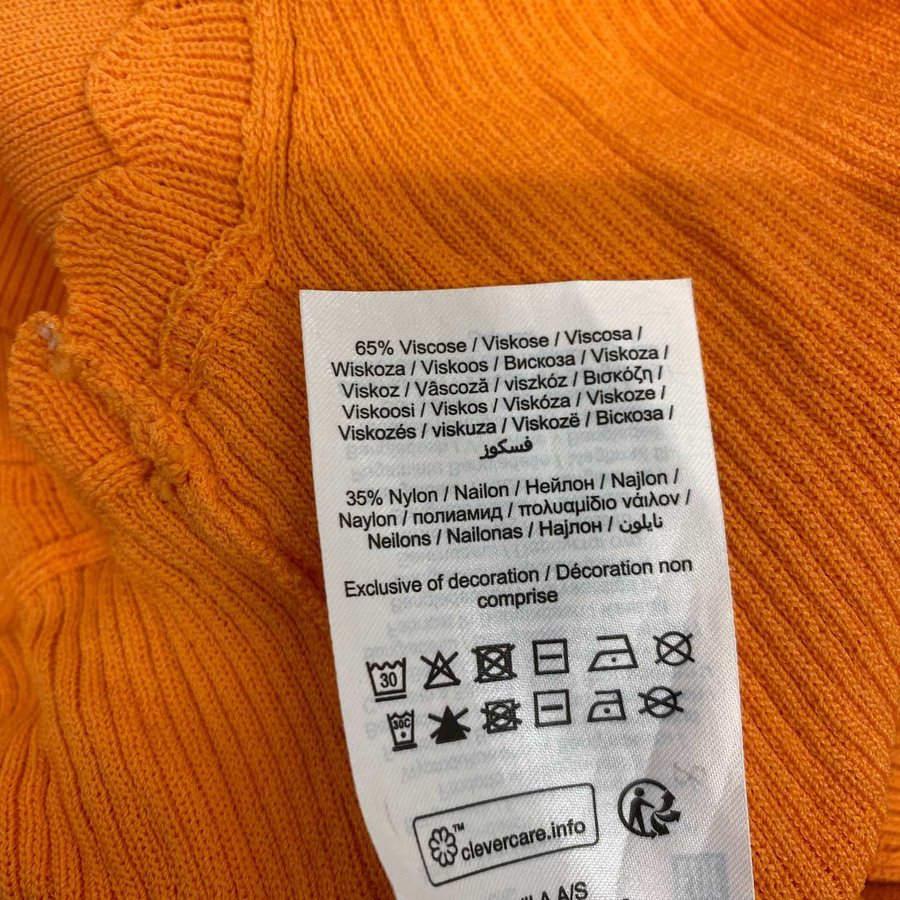 65% Viscose / Viskose / Viscosa /
Wiskoza / Viskoos / Вискоза / Viskoza /
Viskoz / Vâscoză / viszkóz / Βισκόζη /
Viskoosi / Viskos / Viskóza / Viskoze /
Viskozés / viskuza / Viskozë / Віскоза /
فسكوز
35% Nylon / Nailon / Нейлон / Najlon /
Naylon / полиамид / πολυαμίδιο νάιλον /
Neilons / Nailonas / Најлон / نايلون
Exclusive of decoration / Décoration non
comprise
30
30C
TM
clevercare.info
A/S